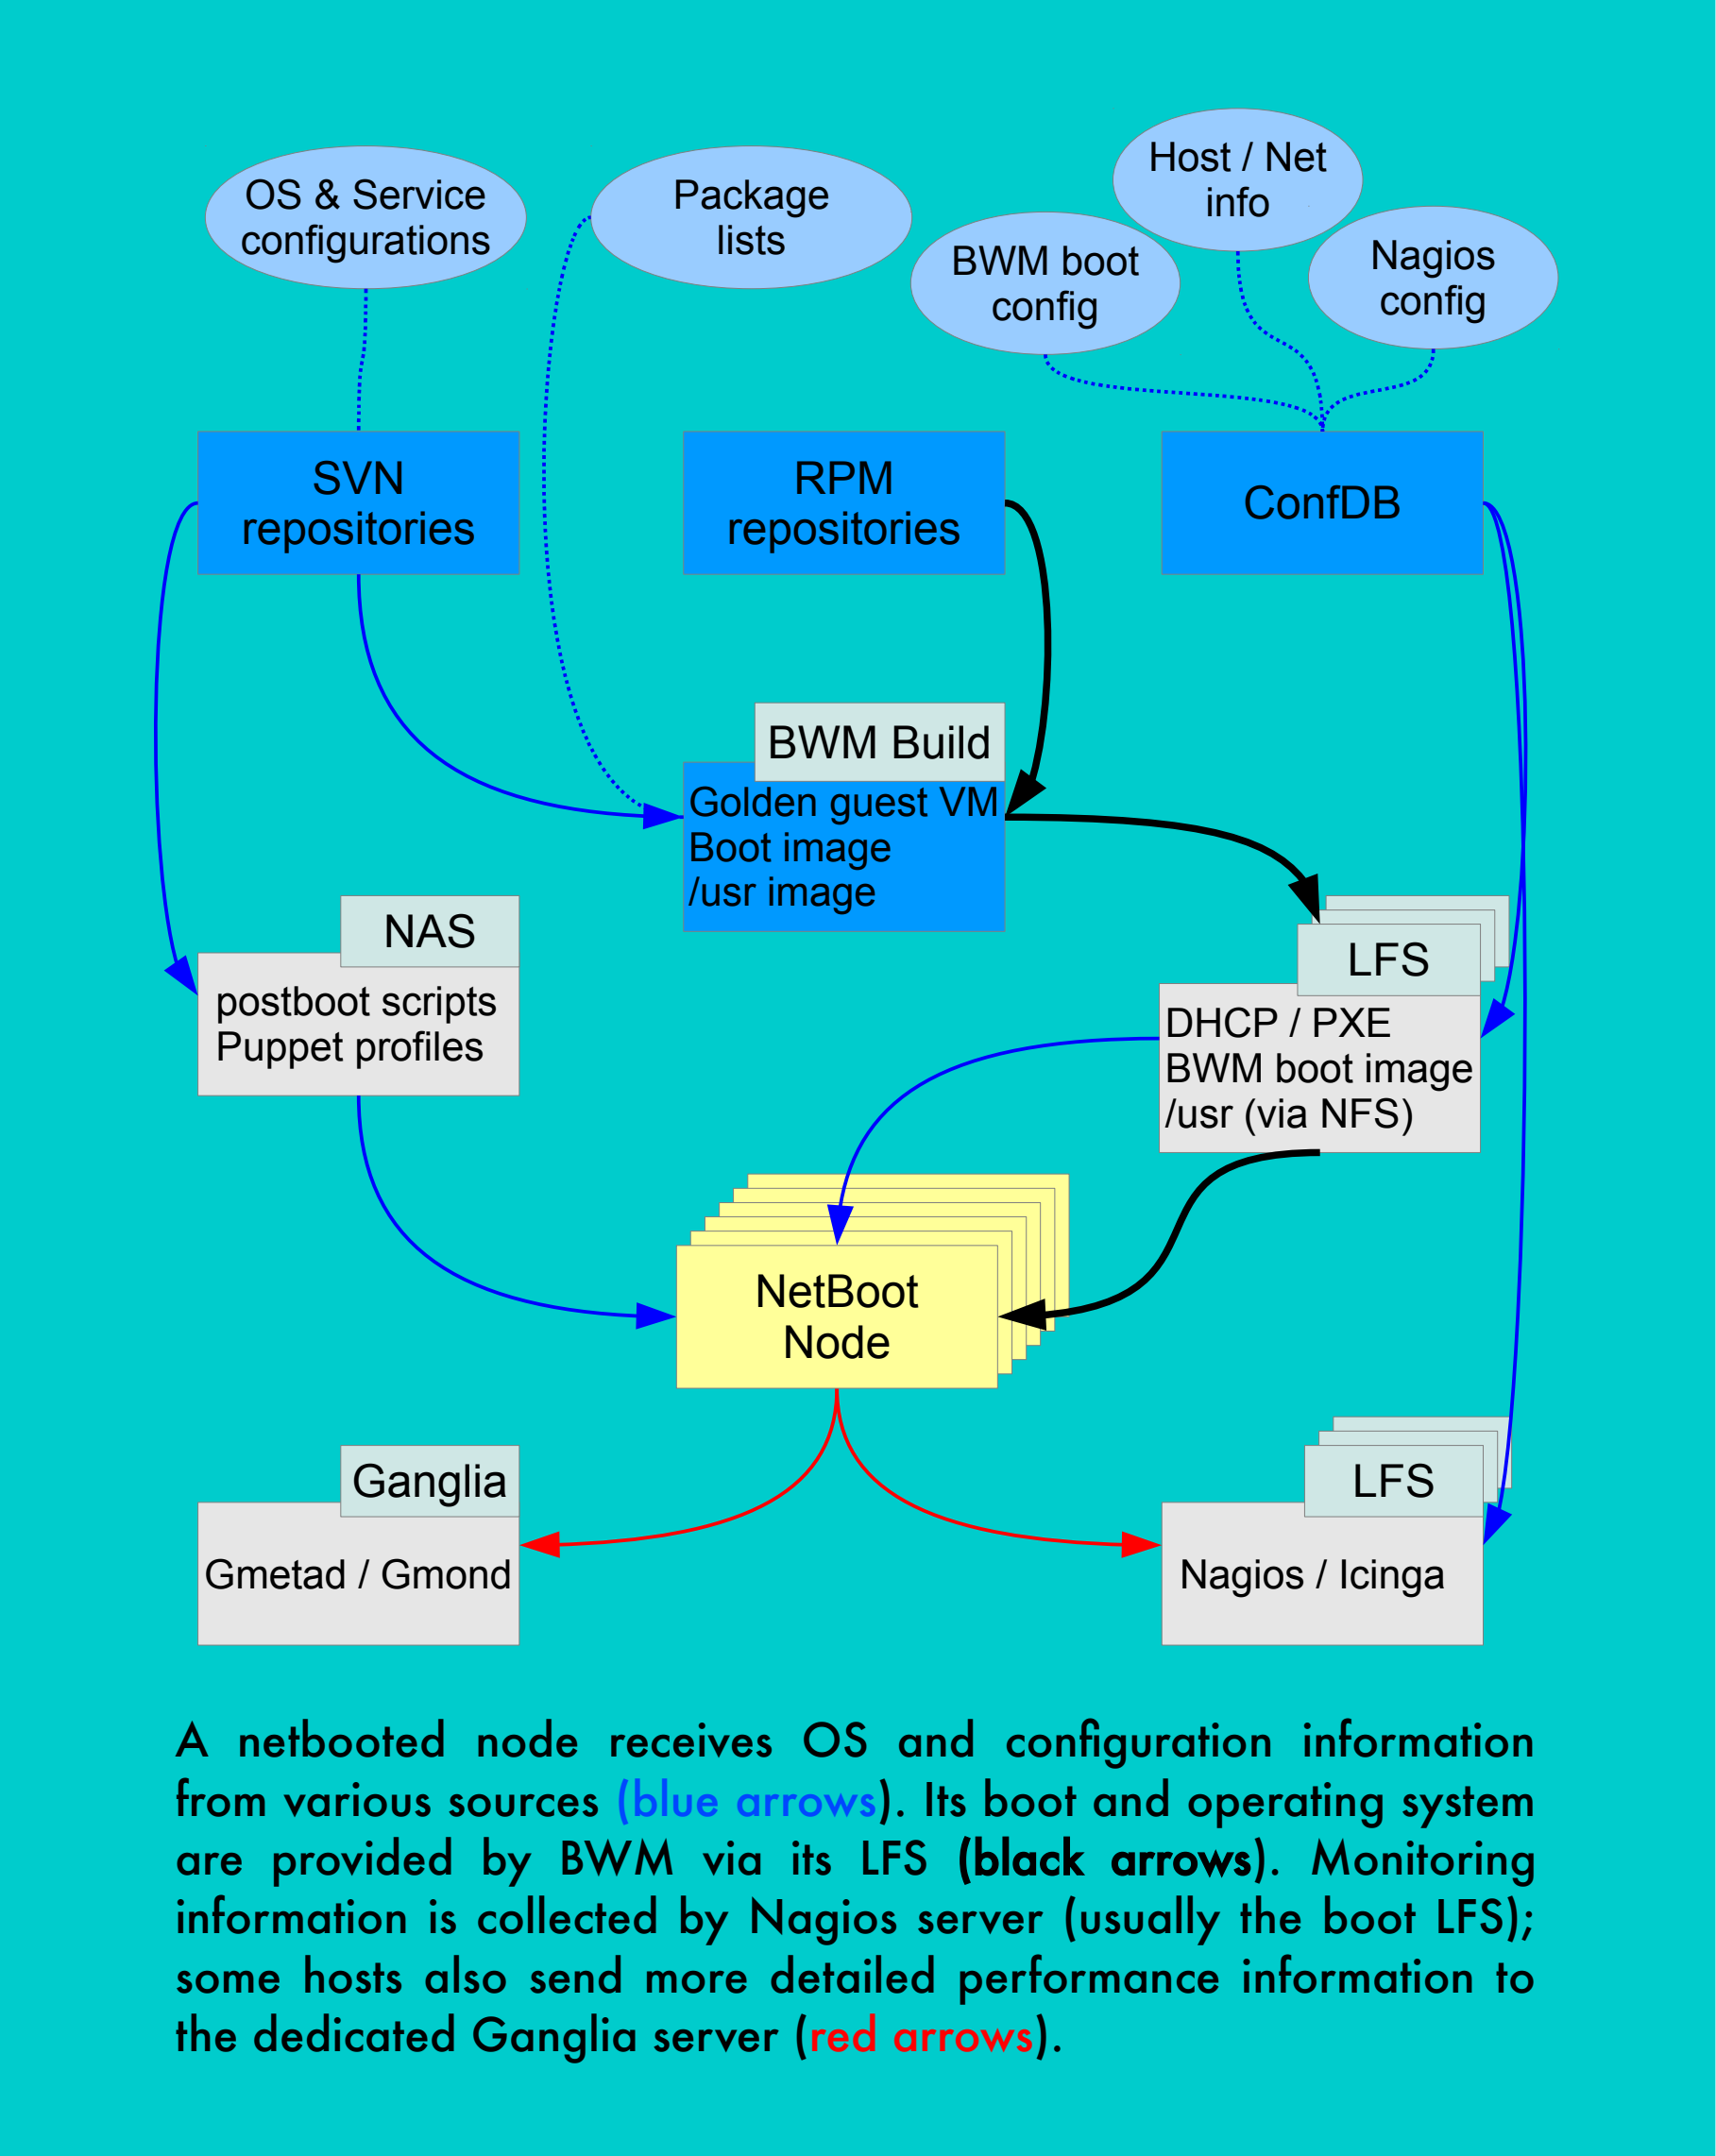 OS & Service
configurations
Package
lists
Host / Net
info
BWM boot
config
Nagios
config
SVN
repositories
RPM
repositories
ConfDB
BWM Build
Golden guest VM
Boot image
/usr image
NAS
postboot scripts
Puppet profiles
LFS
DHCP / PXE
BWM boot image
/usr (via NFS)
NetBoot
Node
Ganglia
Gmetad / Gmond
LFS
Nagios / Icinga
A netbooted node receives OS and configuration information
from various sources (blue arrows). Its boot and operating system
are provided by BWM via its LFS (black arrows). Monitoring
information is collected by Nagios server (usually the boot LFS);
some hosts also send more detailed performance information to
the dedicated Ganglia server (red arrows).